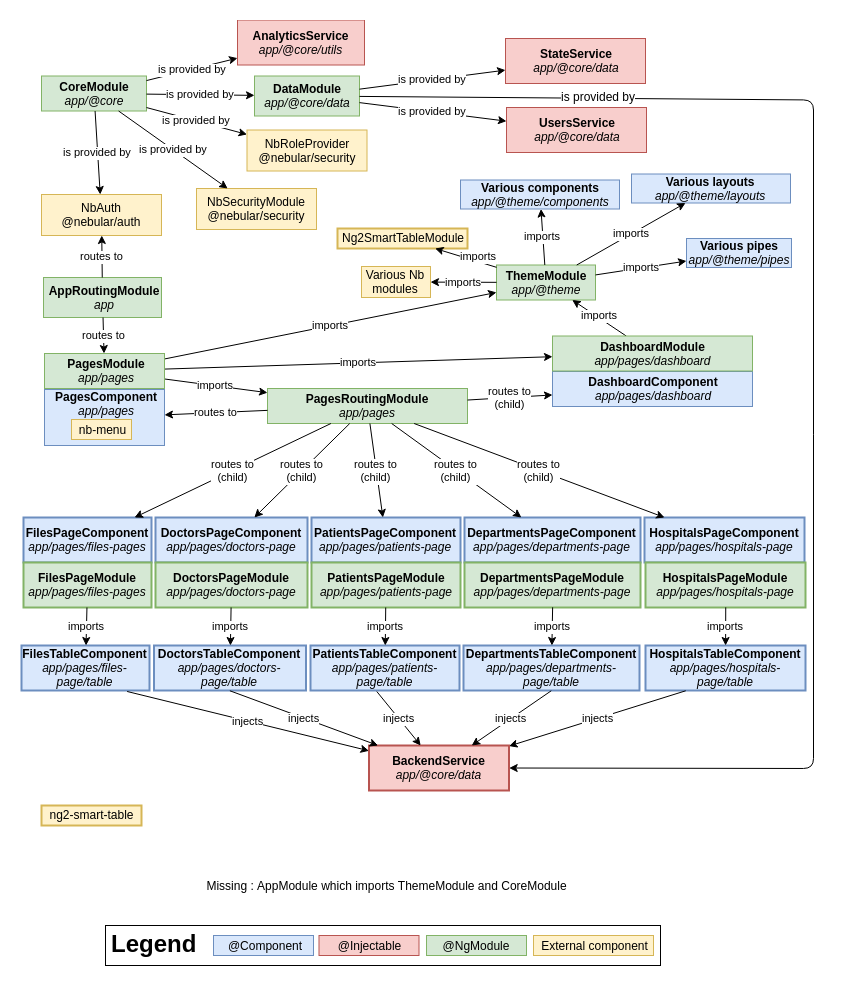 AnalyticsService
app/@core/utils
StateService
app/@core/data
is provided by
CoreModule
app/@core
is provided by
DataModule
app/@core/data
is provided by
is provided by
is provided by
UsersService
app/@core/data
is provided by
NbRoleProvider
@nebular/security
is provided by
is provided by
NbAuth
@nebular/auth
NbSecurityModule
@nebular/security
Various components
app/@theme/components
Various layouts
app/@theme/layouts
Ng2SmartTableModule
imports
imports
imports
Various pipes
app/@theme/pipes
routes to
Various Nb
modules
imports
ThemeModule
app/@theme
imports
AppRoutingModule
app
imports
imports
routes to
PagesModule
app/pages
imports
DashboardModule
app/pages/dashboard
DashboardComponent
app/pages/dashboard
imports
PagesComponent
app/pages
nb-menu
routes to
PagesRoutingModule
app/pages
routes to
(child)
routes to
(child)
routes to
(child)
routes to
(child)
routes to
(child)
routes to
(child)
FilesPageComponent
app/pages/files-pages
DoctorsPageComponent
app/pages/doctors-page
PatientsPageComponent
app/pages/patients-page
DepartmentsPageComponent
app/pages/departments-page
HospitalsPageComponent
app/pages/hospitals-page
FilesPageModule
app/pages/files-pages
DoctorsPageModule
app/pages/doctors-page
PatientsPageModule
app/pages/patients-page
DepartmentsPageModule
app/pages/departments-page
HospitalsPageModule
app/pages/hospitals-page
imports
imports
imports
imports
imports
FilesTableComponent
app/pages/files-
page/table
DoctorsTableComponent
app/pages/doctors-
page/table
PatientsTableComponent
app/pages/patients-
page/table
DepartmentsTableComponent
app/pages/departments-
page/table
HospitalsTableComponent
app/pages/hospitals-
page/table
injects
injects
injects
injects
injects
BackendService
app/@core/data
ng2-smart-table
Missing : AppModule which imports ThemeModule and CoreModule
Legend
@Component
@Injectable
@NgModule
External component